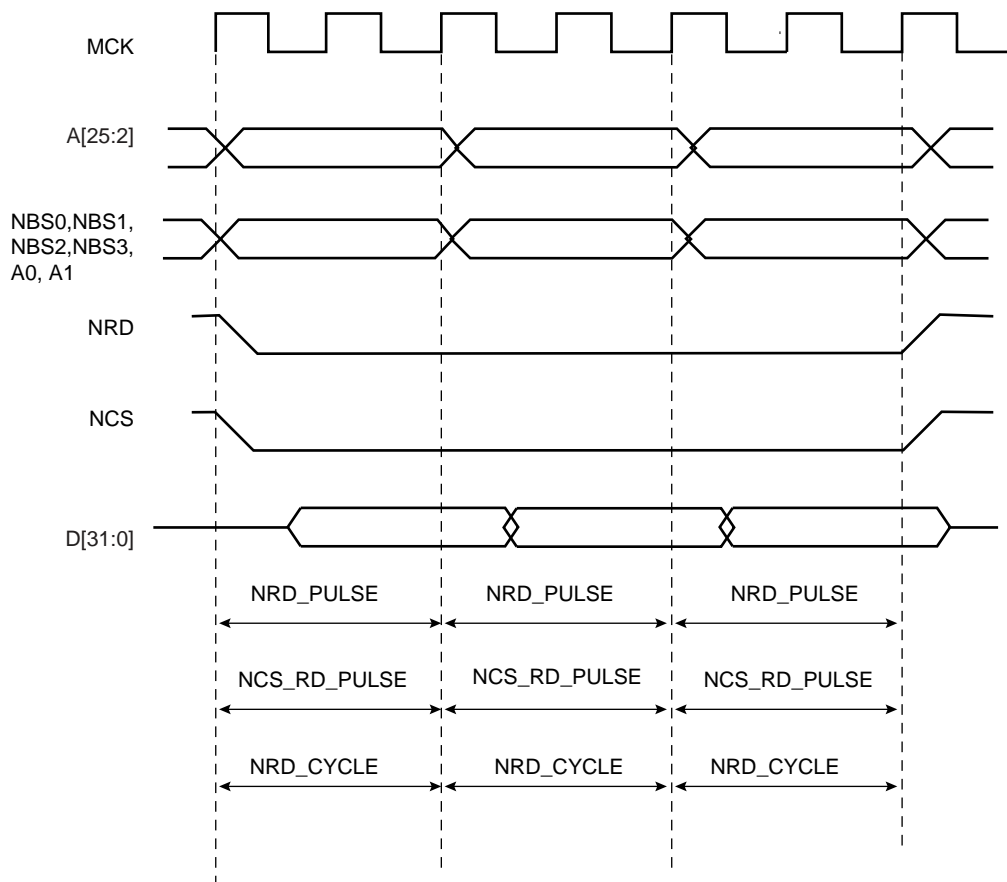 MCK
A[25:2]
NBS0,NBS1,
NBS2,NBS3,
A0, A1
NRD
NCS
D[31:0]
NRD_PULSE NRD_PULSE NRD_PULSE
NCS_RD_PULSE NCS_RD_PULSE NCS_RD_PULSE
NRD_CYCLE NRD_CYCLE NRD_CYCLE